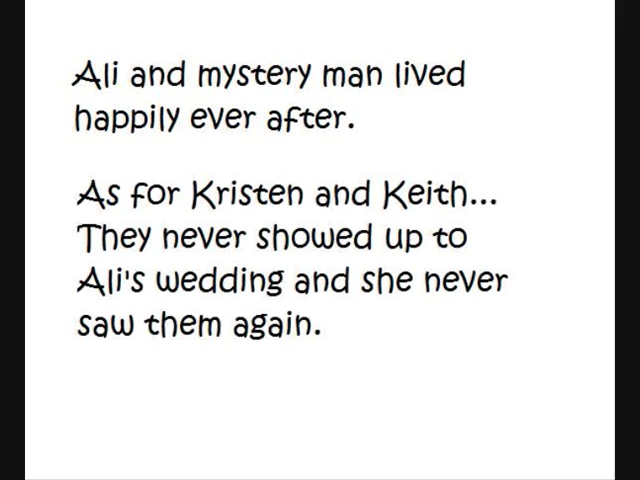 Ali and mystery man lived
happily ever after.
As for Kristen and Keith...
They never showed up to
Ali's wedding and she never
saw them again.